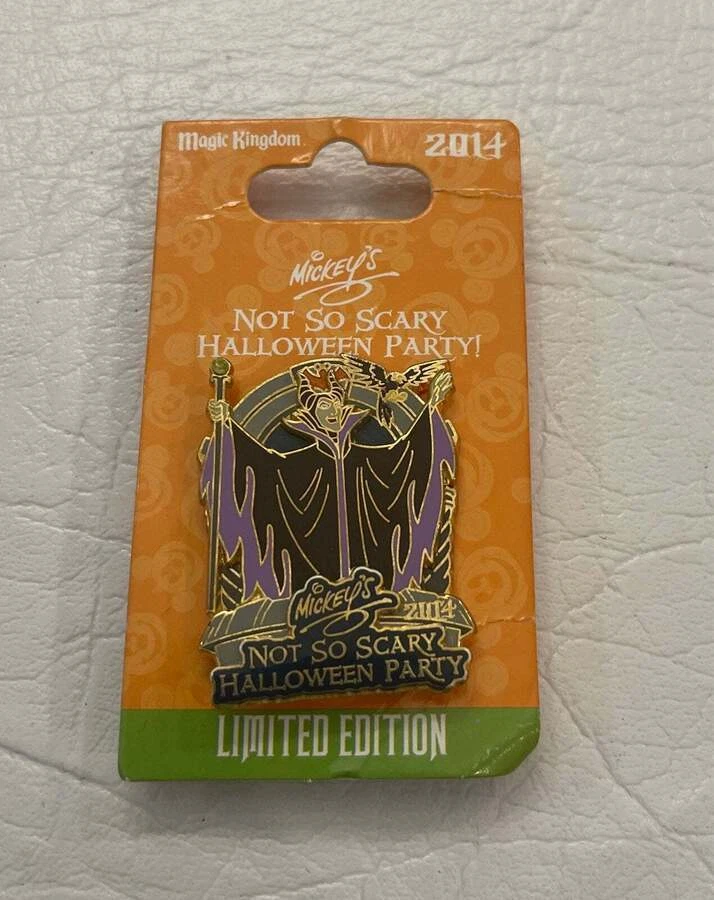 Magic Kingdom 2014
MICKEY'S
NOT SO SCARY
HALLOWEEN PARTY!
MICKEY'S 2014
NOT SO SCARY
HALLOWEEN PARTY
LIMITED EDITION